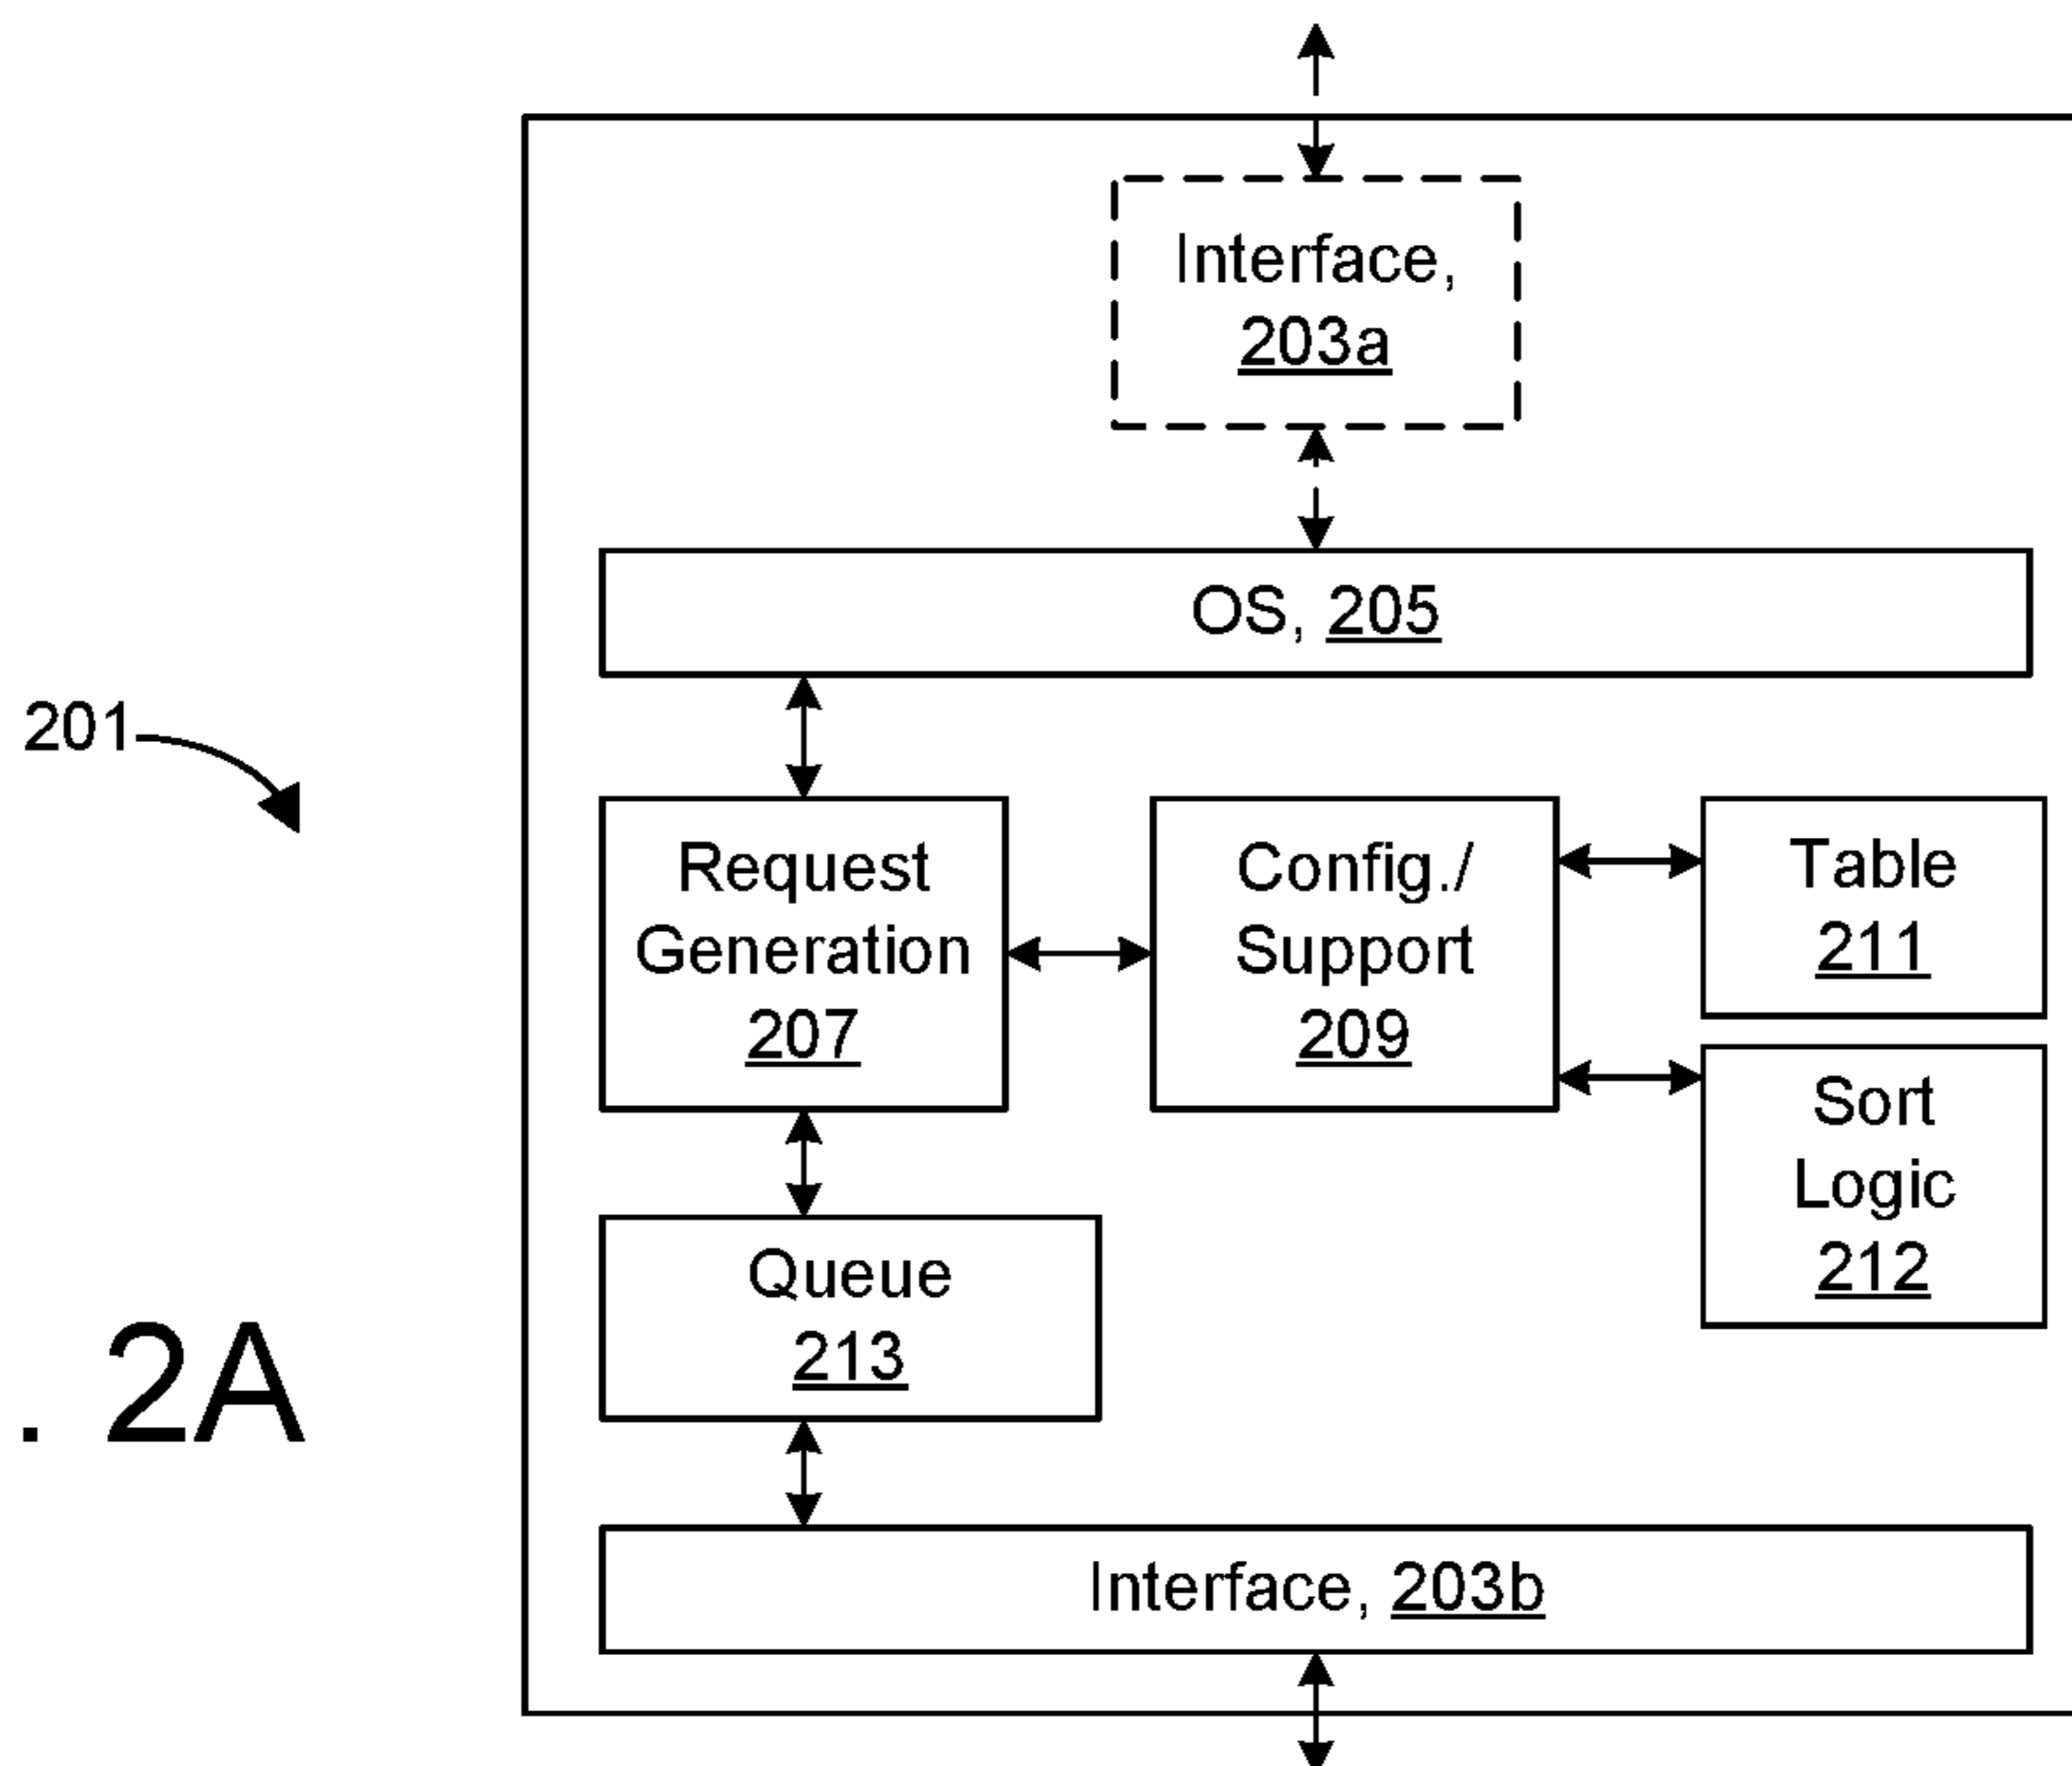 Interface,
203a
OS, 205
201
Request
Generation
207
Config./
Support
209
Table
211
Sort
Logic
212
Queue
213
. 2A
Interface, 203b